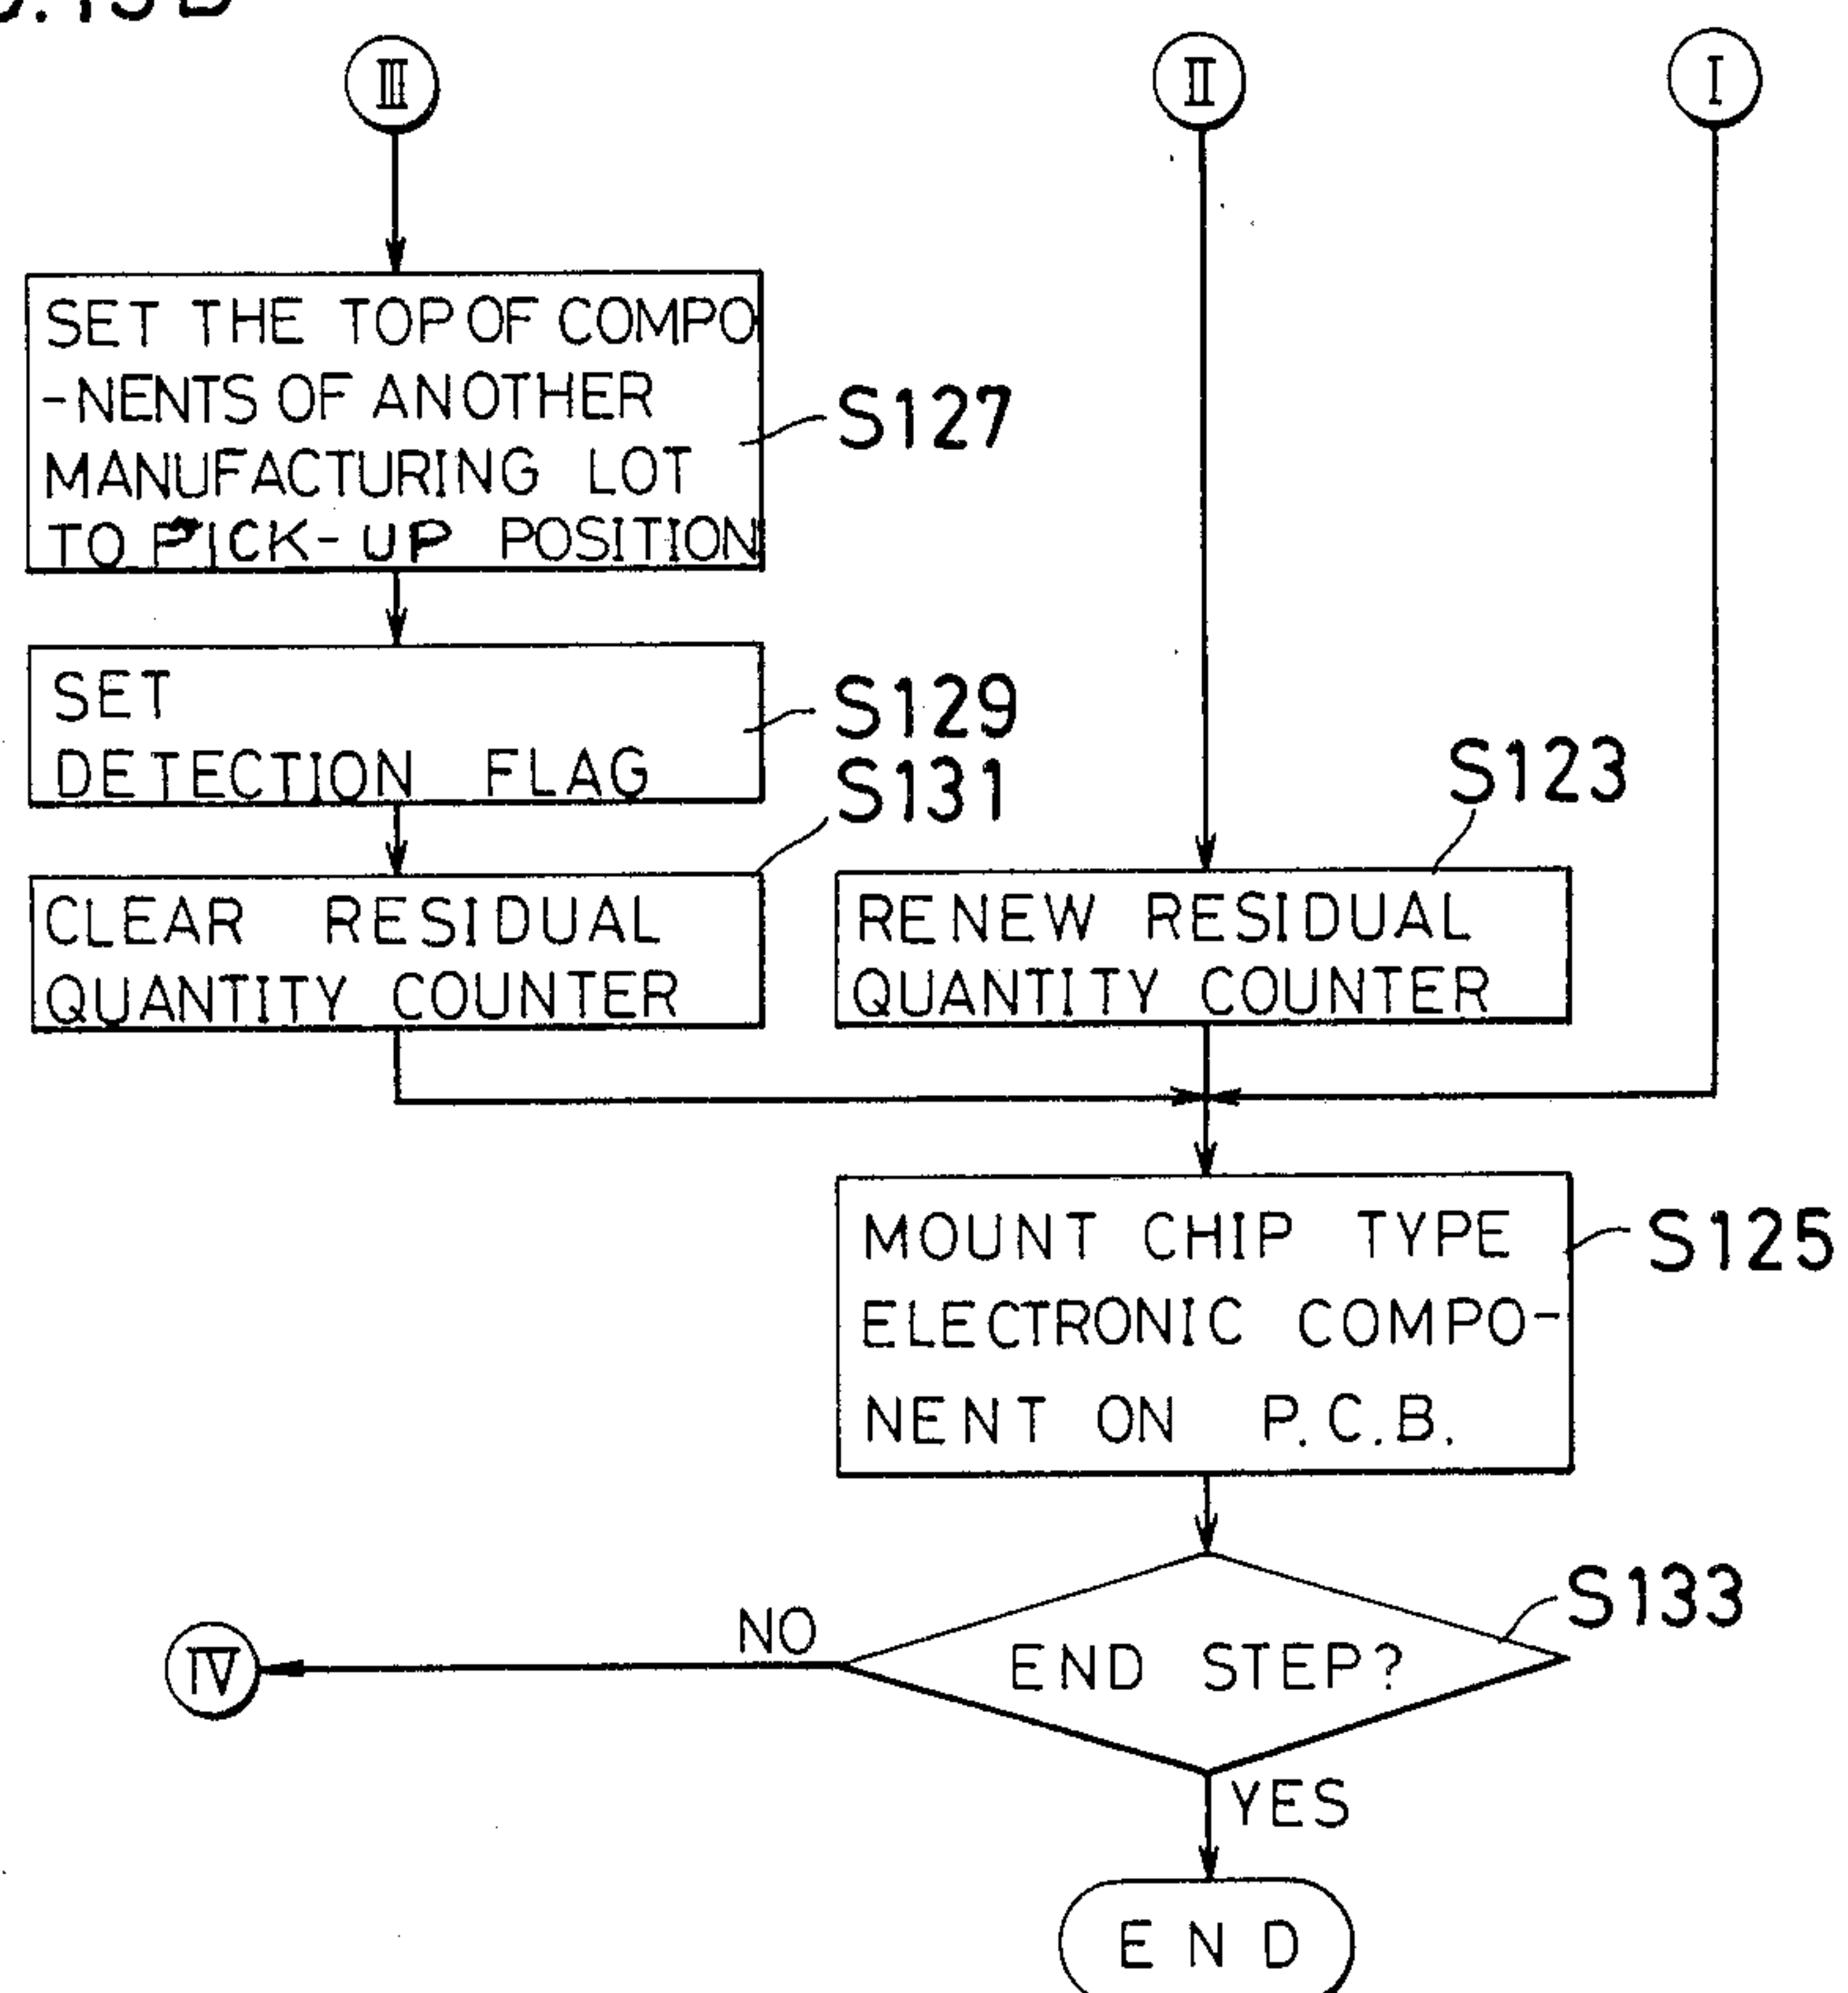 III
II
I
SET THE TOP OF COMPO
-NENTS OF ANOTHER
MANUFACTURING LOT
TO PICK-UP POSITION
S127
SET
DETECTION FLAG
S129
S131
CLEAR RESIDUAL
QUANTITY COUNTER
S123
RENEW RESIDUAL
QUANTITY COUNTER
MOUNT CHIP TYPE
ELECTRONIC COMPO-
NENT ON P.C.B.
S125
S133
END STEP?
NO
IV
YES
END